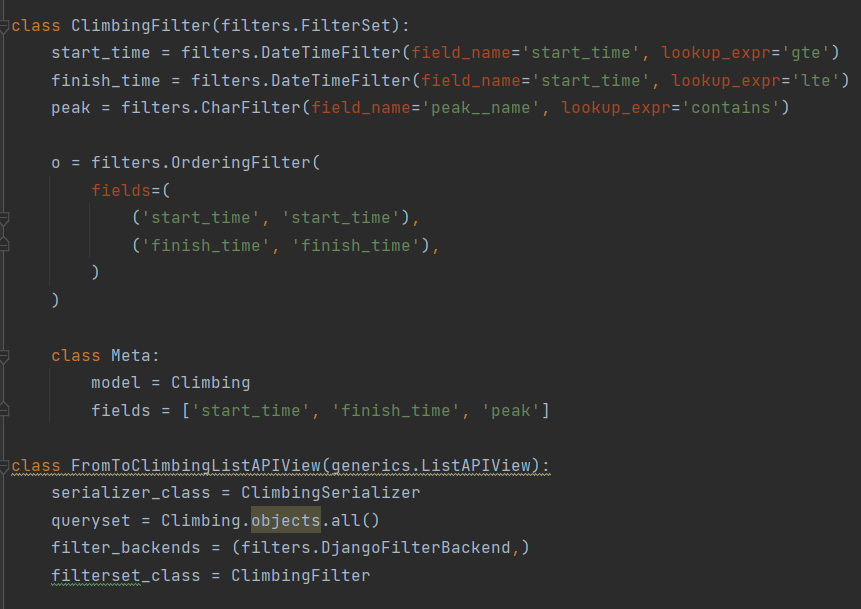 class ClimbingFilter(filters.FilterSet):
    start_time = filters.DateTimeFilter(field_name='start_time', lookup_expr='gte')
    finish_time = filters.DateTimeFilter(field_name='start_time', lookup_expr='lte')
    peak = filters.CharFilter(field_name='peak__name', lookup_expr='contains')

    o = filters.OrderingFilter(
        fields=(
            ('start_time', 'start_time'),
            ('finish_time', 'finish_time'),
        )
    )

    class Meta:
        model = Climbing
        fields = ['start_time', 'finish_time', 'peak']

class FromToClimbingListAPIView(generics.ListAPIView):
    serializer_class = ClimbingSerializer
    queryset = Climbing.objects.all()
    filter_backends = (filters.DjangoFilterBackend,)
    filterset_class = ClimbingFilter